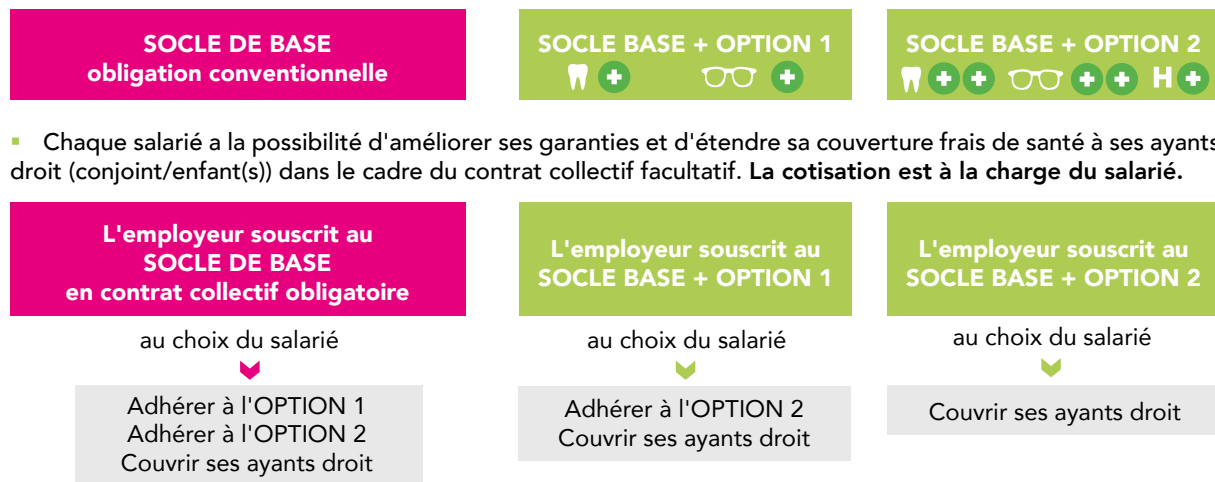 SOCLE DE BASE
obligation conventionnelle
SOCLE BASE + OPTION 1
SOCLE BASE + OPTION 2
H
▪ Chaque salarié a la possibilité d'améliorer ses garanties et d'étendre sa couverture frais de santé à ses ayants
droit (conjoint/enfant(s)) dans le cadre du contrat collectif facultatif. La cotisation est à la charge du salarié.
L'employeur souscrit au
SOCLE DE BASE
en contrat collectif obligatoire
au choix du salarié
Adhérer à l'OPTION 1
Adhérer à l'OPTION 2
Couvrir ses ayants droit
L'employeur souscrit au
SOCLE BASE + OPTION 1
au choix du salarié
Adhérer à l'OPTION 2
Couvrir ses ayants droit
L'employeur souscrit au
SOCLE BASE + OPTION 2
au choix du salarié
Couvrir ses ayants droit